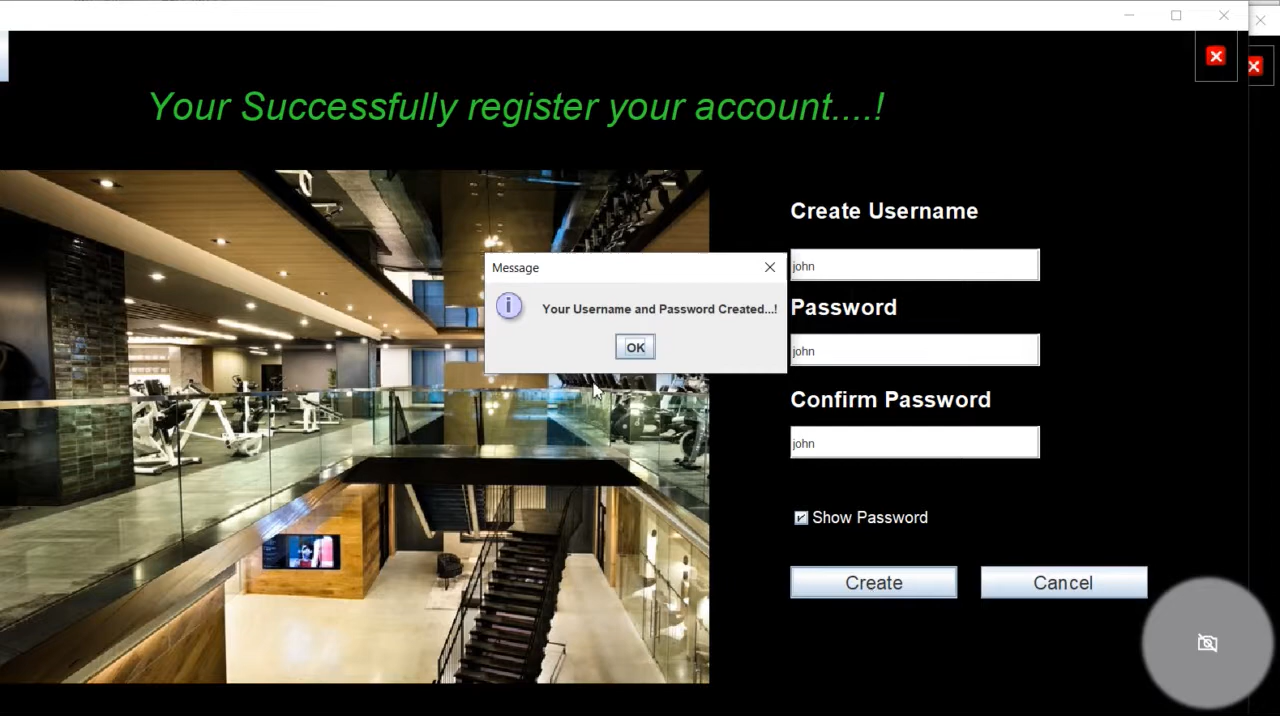 Your Successfully register your account....!
Create Username
john
Message
Your Username and Password Created...!
OK
Password
john
Confirm Password
john
Show Password
Create
Cancel